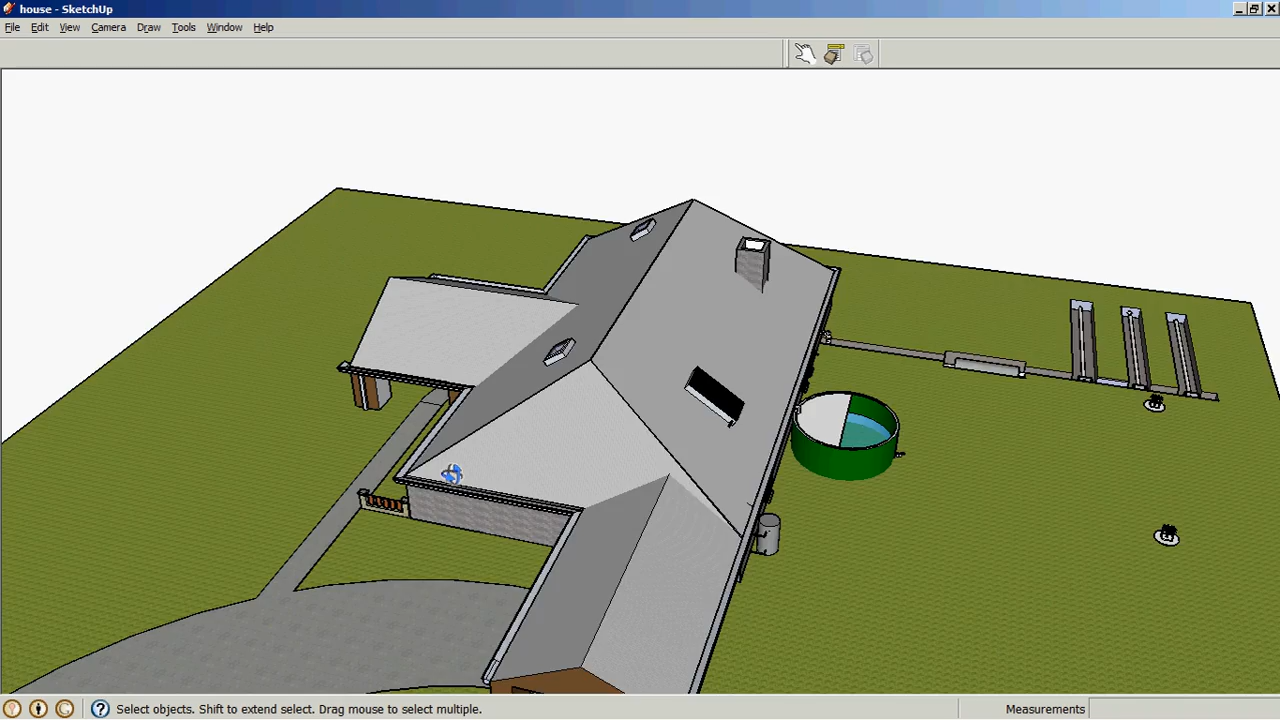 house - SketchUp
File Edit View Camera Draw Tools Window Help
Select objects. Shift to extend select. Drag mouse to select multiple.
Measurements